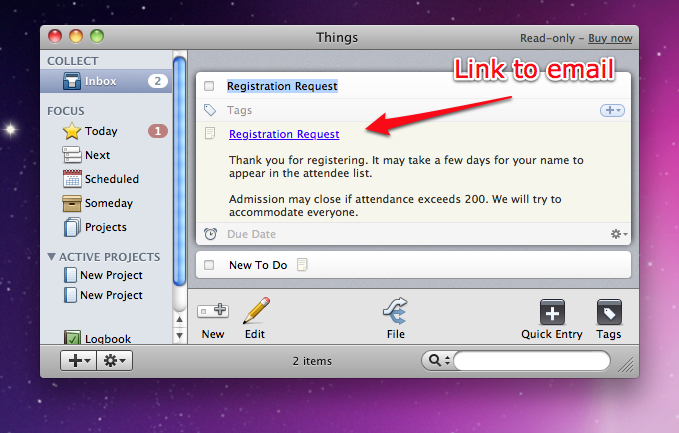 Things
Read-only – Buy now
COLLECT
Inbox 2
FOCUS
Today 1
Next
Scheduled
Someday
Projects
ACTIVE PROJECTS
New Project
New Project
Logbook
Link to email
Registration Request
Tags
Registration Request
Thank you for registering. It may take a few days for your name to
appear in the attendee list.
Admission may close if attendance exceeds 200. We will try to
accommodate everyone.
Due Date
New To Do
New
Edit
File
Quick Entry
Tags
2 items